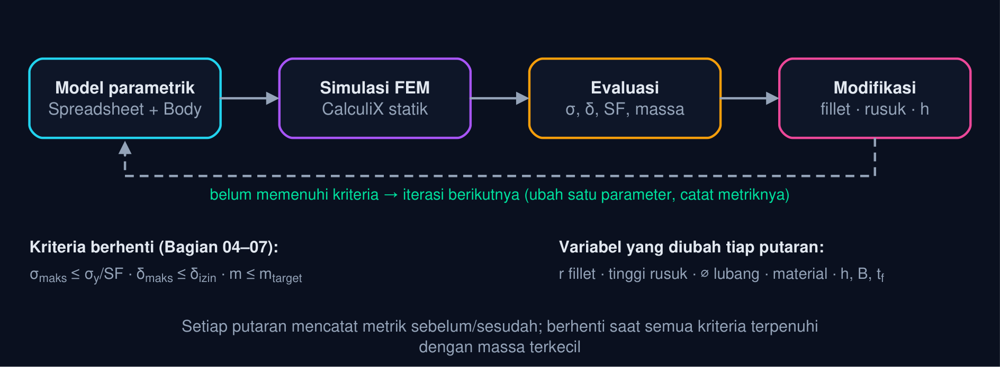 Model parametrik
Spreadsheet + Body
Simulasi FEM
CalculiX statik
Evaluasi
σ, δ, SF, massa
Modifikasi
fillet · rusuk · h
belum memenuhi kriteria → iterasi berikutnya (ubah satu parameter, catat metriknya)
Kriteria berhenti (Bagian 04–07):
σmaks ≤ σy/SF · δmaks ≤ δizin · m ≤ mtarget
Variabel yang diubah tiap putaran:
r fillet · tinggi rusuk · ⌀ lubang · material · h, B, tf
Setiap putaran mencatat metrik sebelum/sesudah; berhenti saat semua kriteria terpenuhi
dengan massa terkecil